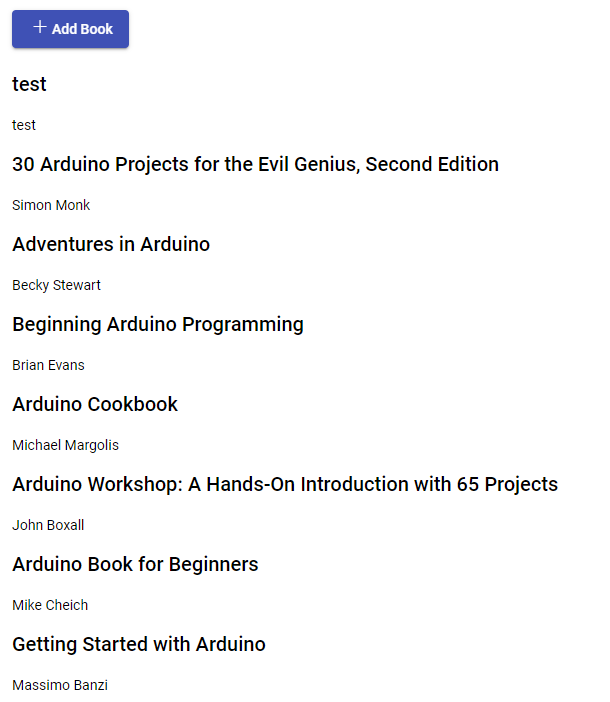 + Add Book
test
test
30 Arduino Projects for the Evil Genius, Second Edition
Simon Monk
Adventures in Arduino
Becky Stewart
Beginning Arduino Programming
Brian Evans
Arduino Cookbook
Michael Margolis
Arduino Workshop: A Hands-On Introduction with 65 Projects
John Boxall
Arduino Book for Beginners
Mike Cheich
Getting Started with Arduino
Massimo Banzi